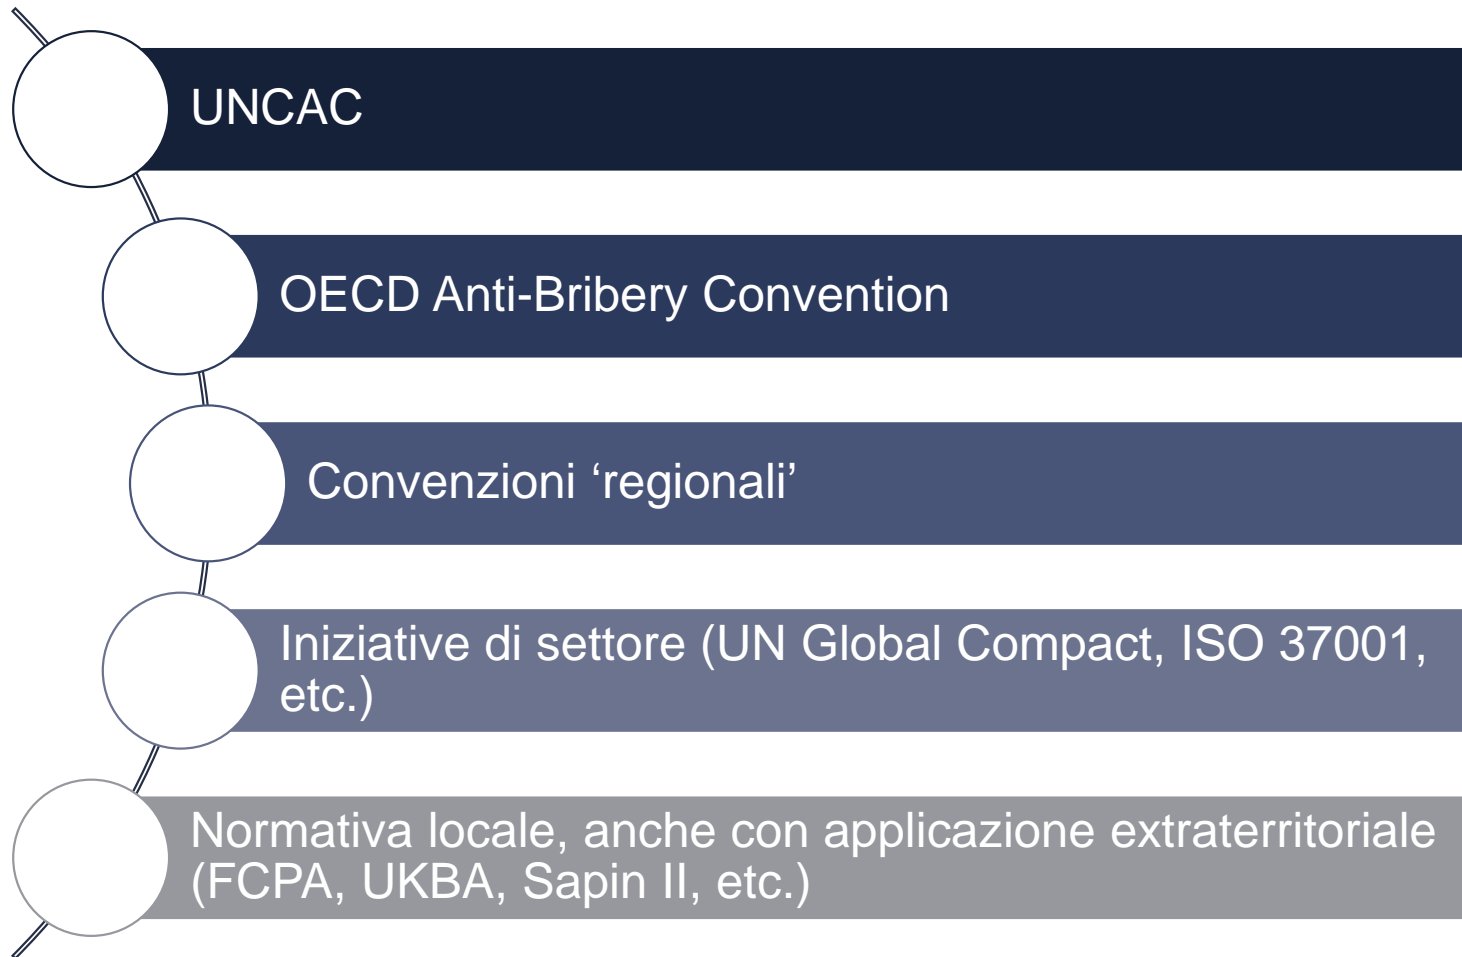 UNCAC
OECD Anti-Bribery Convention
Convenzioni ‘regionali’
Iniziative di settore (UN Global Compact, ISO 37001,
etc.)
Normativa locale, anche con applicazione extraterritoriale
(FCPA, UKBA, Sapin II, etc.)